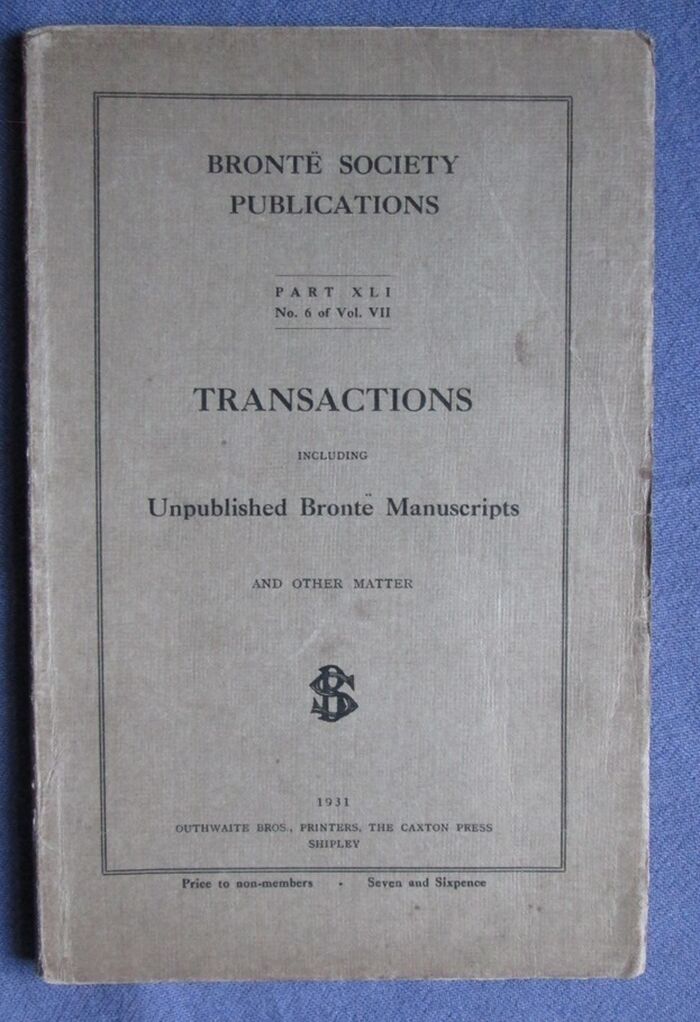 BRONTË SOCIETY
PUBLICATIONS
PART XLI
No. 6 of Vol. VII
TRANSACTIONS
INCLUDING
Unpublished Brontë Manuscripts
AND OTHER MATTER
BS
1931
OUTHWAITE BROS., PRINTERS, THE CAXTON PRESS
SHIPLEY
Price to non-members - Seven and Sixpence